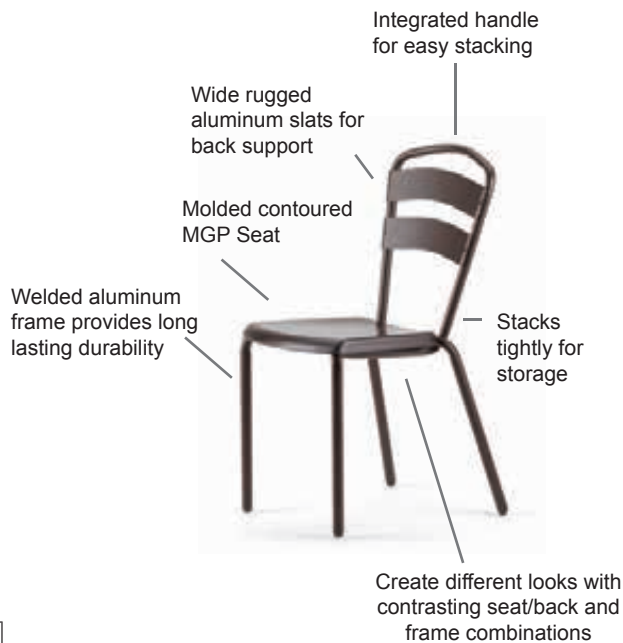 Integrated handle
for easy stacking
Wide rugged
aluminum slats for
back support
Molded contoured
MGP Seat
Welded aluminum
frame provides long
lasting durability
Stacks
tightly for
storage
Create different looks with
contrasting seat/back and
frame combinations